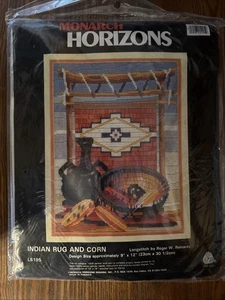 MONARCH
HORIZONS
INDIAN RUG AND CORN
Longstitch by Roger W. Reinardy
LS105
Design Size approximately 9" x 12" (23cm x 30 1/2cm)